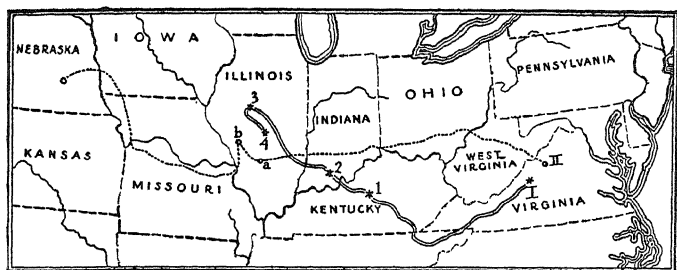 NEBRASKA
IOWA
ILLINOIS
INDIANA
OHIO
PENNSYLVANIA
3
4
b
a
2
1
KANSAS
MISSOURI
KENTUCKY
WEST
VIRGINIA
II
I
VIRGINIA